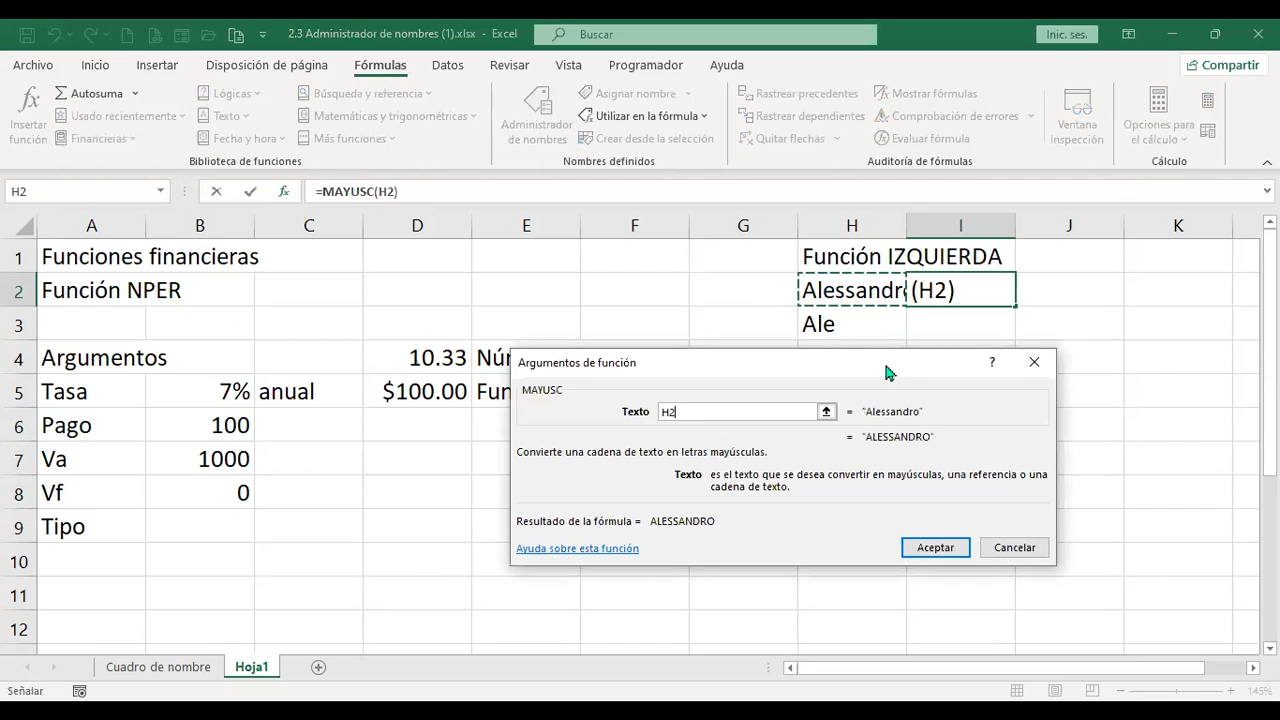 2.3 Administrador de nombres (1).xlsx - Excel
Buscar
Inic. ses.
Archivo Inicio Insertar Disposición de página Fórmulas Datos Revisar Vista Programador Ayuda
Compartir
Insertar función
Autosuma
Usado recientemente
Financieras
Lógicas
Texto
Fecha y hora
Búsqueda y referencia
Matemáticas y trigonométricas
Más funciones
Biblioteca de funciones
Administrador de nombres
Asignar nombre
Utilizar en la fórmula
Crear desde la selección
Nombres definidos
Rastrear precedentes
Rastrear dependientes
Quitar flechas
Mostrar fórmulas
Comprobación de errores
Evaluar fórmula
Auditoría de fórmulas
Ventana Inspección
Opciones para el cálculo
Cálculo
H2
fx
=MAYUSC(H2)
A B C D E F G H I J K
1 Funciones financieras Función IZQUIERDA
2 Función NPER Alessandro (H2)
3 Ale
4 Argumentos 10.33 Nú
5 Tasa 7% anual $100.00 Fu
6 Pago 100
7 Va 1000
8 Vf 0
9 Tipo
10
11
12
Argumentos de función
?
MAYUSC
Texto H2 = "Alessandro"
= "ALESSANDRO"
Convierte una cadena de texto en letras mayúsculas.
Texto es el texto que se desea convertir en mayúsculas, una referencia o una
cadena de texto.
Resultado de la fórmula = ALESSANDRO
Ayuda sobre esta función
Aceptar
Cancelar
Cuadro de nombre Hoja1
Señalar
145%